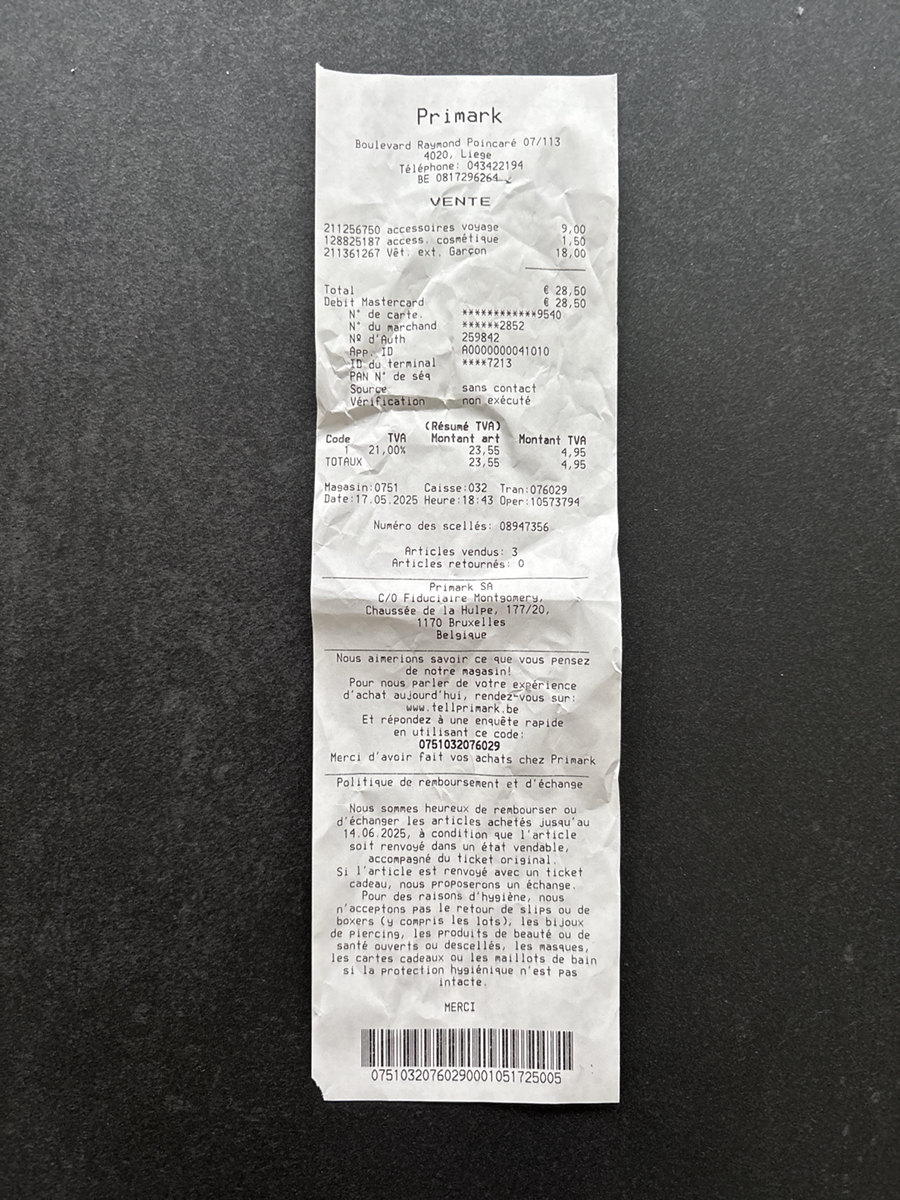 Primark
Boulevard Raymond Poincaré 07/113
4020, Liege
Téléphone: 043422194
BE 0817296264
VENTE
211256750 accessoires voyage 9,00
128825187 access. cosmétique 1,50
211361267 Vêt. ext. Garçon 18,00
Total € 28,50
Debit Mastercard € 28,50
N° de carte. ************9540
N° du marchand ******2852
Nº d'Auth 259842
App. ID A0000000041010
ID du terminal ****7213
PAN N° de séq
Source sans contact
Vérification non exécuté
(Résumé TVA)
Code TVA Montant art Montant TVA
1 21,00% 23,55 4,95
TOTAUX 23,55 4,95
Magasin:0751 Caisse:032 Tran:076029
Date:17.05.2025 Heure:18:43 Oper:10573794
Numéro des scellés: 08947356
Articles vendus: 3
Articles retournés: 0
Primark SA
C/O Fiduciaire Montgomery,
Chaussée de la Hulpe, 177/20,
1170 Bruxelles
Belgique
Nous aimerions savoir ce que vous pensez
de notre magasin!
Pour nous parler de votre expérience
d'achat aujourd'hui, rendez-vous sur:
www.tellprimark.be
Et répondez à une enquête rapide
en utilisant ce code:
0751032076029
Merci d'avoir fait vos achats chez Primark
Politique de remboursement et d'échange
Nous sommes heureux de rembourser ou
d'échanger les articles achetés jusqu'au
14.06.2025, à condition que l'article
soit renvoyé dans un état vendable,
accompagné du ticket original.
Si l'article est renvoyé avec un ticket
cadeau, nous proposerons un échange.
Pour des raisons d'hygiène, nous
n'acceptons pas le retour de slips ou de
boxers (y compris les lots), les bijoux
de piercing, les produits de beauté ou de
santé ouverts ou descellés, les masques,
les cartes cadeaux ou les maillots de bain
si la protection hygiénique n'est pas
intacte.
MERCI
07510320760290001051725005